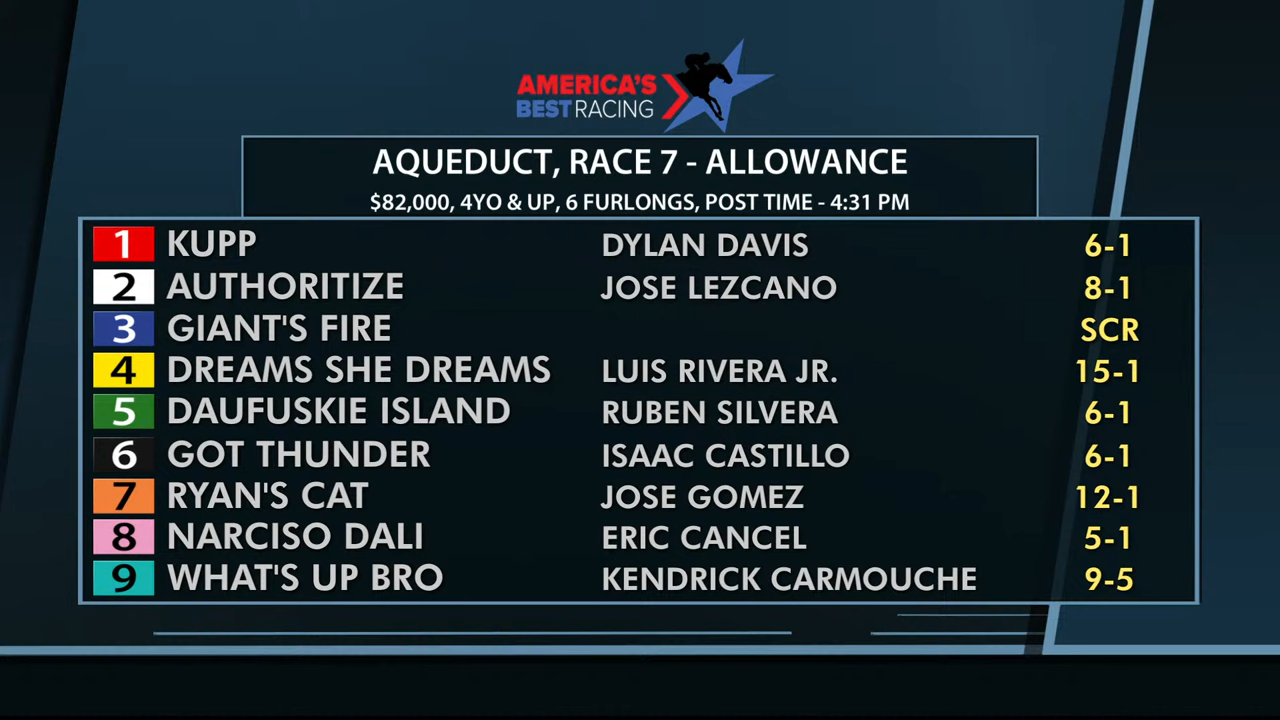 AMERICA'S
BEST RACING
AQUEDUCT, RACE 7 - ALLOWANCE
$82,000, 4YO & UP, 6 FURLONGS, POST TIME - 4:31 PM
1 KUPP DYLAN DAVIS 6-1
2 AUTHORITIZE JOSE LEZCANO 8-1
3 GIANT'S FIRE SCR
4 DREAMS SHE DREAMS LUIS RIVERA JR. 15-1
5 DAUFUSKIE ISLAND RUBEN SILVERA 6-1
6 GOT THUNDER ISAAC CASTILLO 6-1
7 RYAN'S CAT JOSE GOMEZ 12-1
8 NARCISO DALI ERIC CANCEL 5-1
9 WHAT'S UP BRO KENDRICK CARMOUCHE 9-5